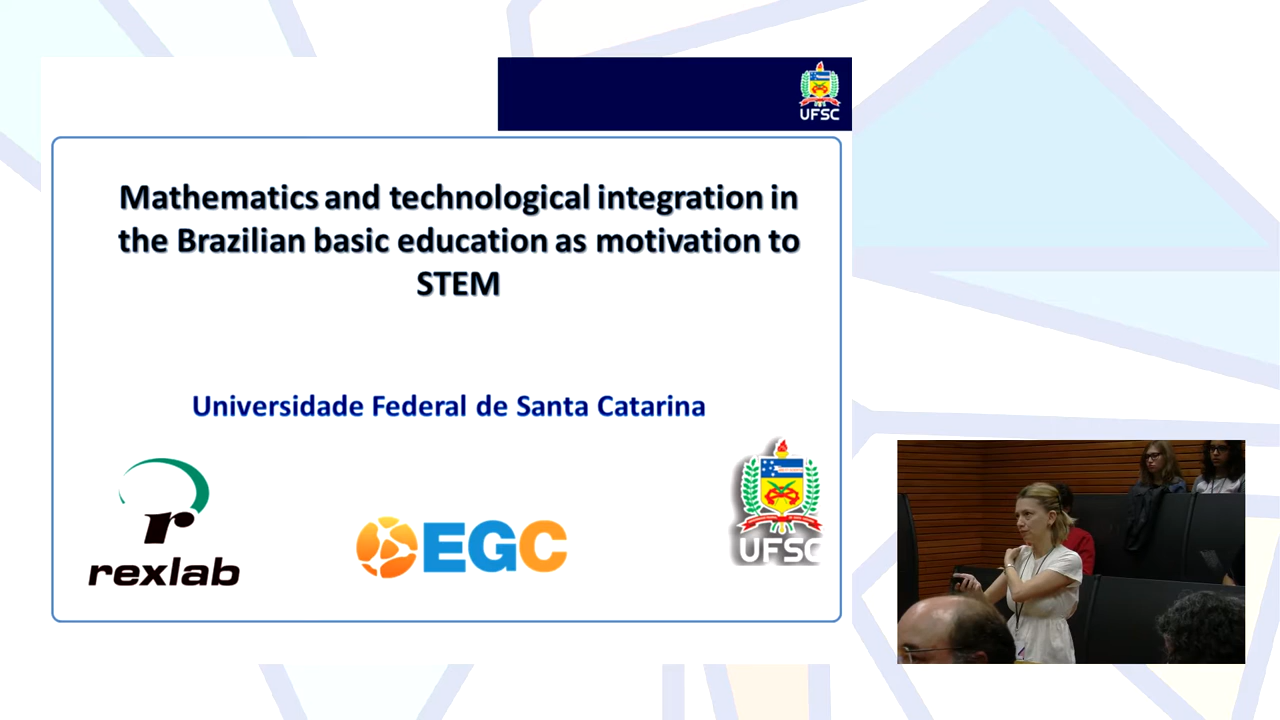 UFSC
Mathematics and technological integration in
the Brazilian basic education as motivation to
STEM
Universidade Federal de Santa Catarina
r
rexlab
EGC
UFSC